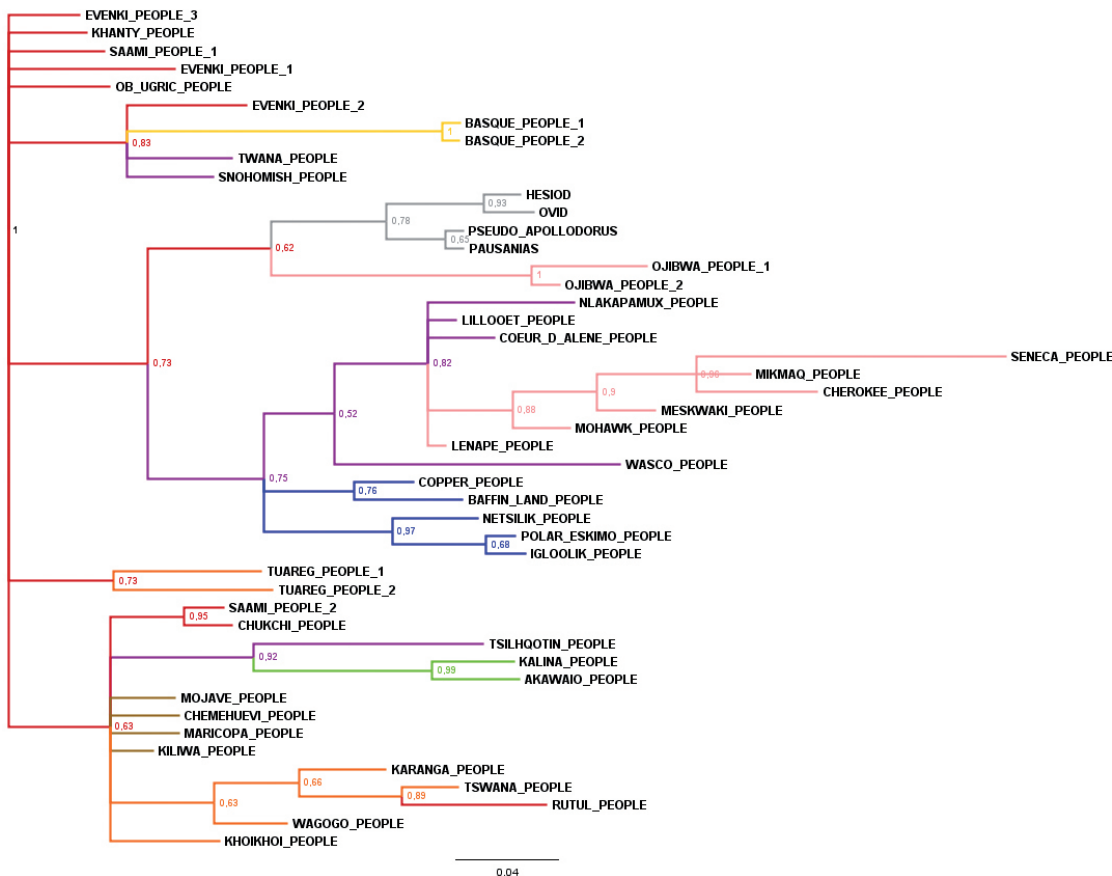 EVENKI_PEOPLE_3
KHANTY_PEOPLE
SAAMI_PEOPLE_1
EVENKI_PEOPLE_1
OB_UGRIC_PEOPLE
EVENKI_PEOPLE_2
BASQUE_PEOPLE_1
1
0,83
BASQUE_PEOPLE_2
TWANA_PEOPLE
SNOHOMISH_PEOPLE
HESIOD
0,93
OVID
0,78
1
PSEUDO_APOLLODORUS
0,65
PAUSANIAS
0,62
OJIBWA_PEOPLE_1
1
OJIBWA_PEOPLE_2
NLAKAPAMUX_PEOPLE
LILLOOET_PEOPLE
COEUR_D_ALENE_PEOPLE
SENECA_PEOPLE
0,73
0,82
MIKMAQ_PEOPLE
0,96
CHEROKEE_PEOPLE
0,9
MESKWAKI_PEOPLE
0,88
0,52
MOHAWK_PEOPLE
LENAPE_PEOPLE
WASCO_PEOPLE
0,75
COPPER_PEOPLE
0,76
BAFFIN_LAND_PEOPLE
NETSILIK_PEOPLE
0,97
POLAR_ESKIMO_PEOPLE
0,68
IGLOOLIK_PEOPLE
TUAREG_PEOPLE_1
0,73
TUAREG_PEOPLE_2
SAAMI_PEOPLE_2
0,95
CHUKCHI_PEOPLE
TSILHQOTIN_PEOPLE
0,92
KALINA_PEOPLE
0,99
AKAWAIO_PEOPLE
MOJAVE_PEOPLE
CHEMEHUEVI_PEOPLE
0,63
MARICOPA_PEOPLE
KILIWA_PEOPLE
KARANGA_PEOPLE
0,66
TSWANA_PEOPLE
0,89
RUTUL_PEOPLE
0,63
WAGOGO_PEOPLE
KHOIKHOI_PEOPLE
0.04